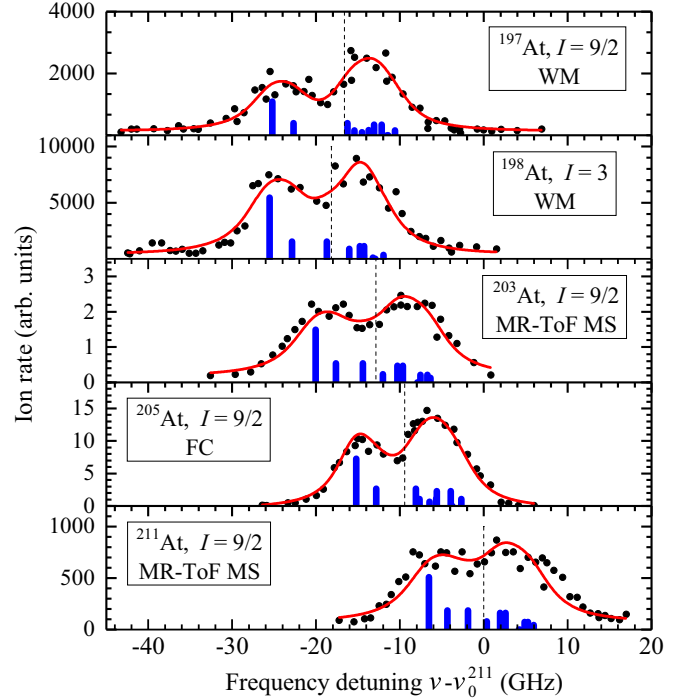 4000
2000
0
¹⁹⁷At, I = 9/2
WM
10000
5000
0
¹⁹⁸At, I = 3
WM
3
2
1
0
²⁰³At, I = 9/2
MR-ToF MS
15
10
5
0
²⁰⁵At, I = 9/2
FC
1000
500
0
²¹¹At, I = 9/2
MR-ToF MS
Ion rate (arb. units)
-40 -30 -20 -10 0 10 20
Frequency detuning ν-ν₀²¹¹ (GHz)